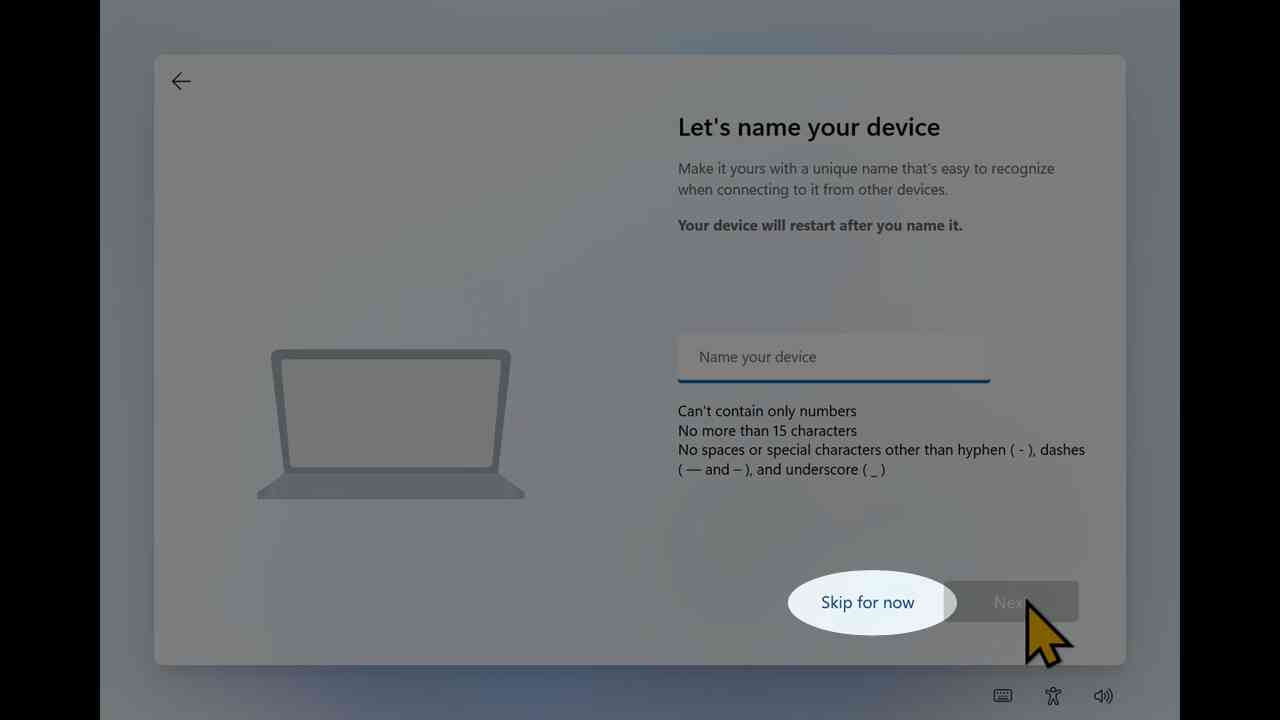 Let's name your device
Make it yours with a unique name that's easy to recognize
when connecting to it from other devices.
Your device will restart after you name it.
Name your device
Can't contain only numbers
No more than 15 characters
No spaces or special characters other than hyphen ( - ), dashes
( — and – ), and underscore ( _ )
Skip for now
Next